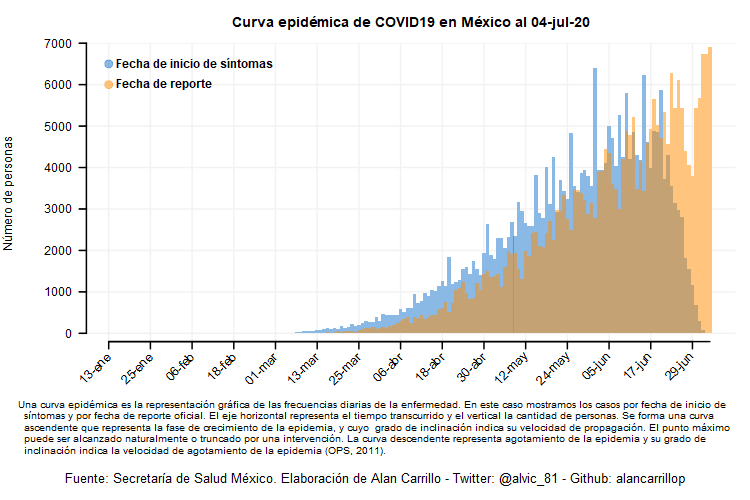 Curva epidémica de COVID19 en México al 04-jul-20
Fecha de inicio de síntomas
Fecha de reporte
Número de personas
7000
6000
5000
4000
3000
2000
1000
0
13-ene
25-ene
06-feb
18-feb
01-mar
13-mar
25-mar
06-abr
18-abr
30-abr
12-may
24-may
05-jun
17-jun
29-jun
Una curva epidémica es la representación gráfica de las frecuencias diarias de la enfermedad. En este caso mostramos los casos por fecha de inicio de
síntomas y por fecha de reporte oficial. El eje horizontal representa el tiempo transcurrido y el vertical la cantidad de personas. Se forma una curva
ascendente que representa la fase de crecimiento de la epidemia, y cuyo grado de inclinación indica su velocidad de propagación. El punto máximo
puede ser alcanzado naturalmente o truncado por una intervención. La curva descendente representa agotamiento de la epidemia y su grado de
inclinación indica la velocidad de agotamiento de la epidemia (OPS, 2011).
Fuente: Secretaría de Salud México. Elaboración de Alan Carrillo - Twitter: @alvic_81 - Github: alancarrillop